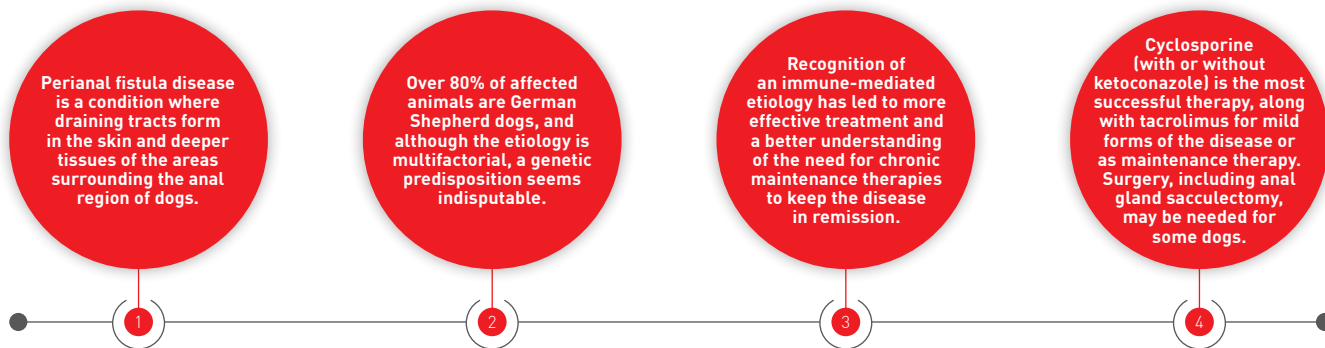 Perianal fistula disease
is a condition where
draining tracts form
in the skin and deeper
tissues of the areas
surrounding the anal
region of dogs.
Over 80% of affected
animals are German
Shepherd dogs, and
although the etiology is
multifactorial, a genetic
predisposition seems
indisputable.
Recognition of
an immune-mediated
etiology has led to more
effective treatment and
a better understanding
of the need for chronic
maintenance therapies
to keep the disease
in remission.
Cyclosporine
(with or without
ketoconazole) is the most
successful therapy, along
with tacrolimus for mild
forms of the disease or
as maintenance therapy.
Surgery, including anal
gland sacculectomy,
may be needed for
some dogs.
1
2
3
4